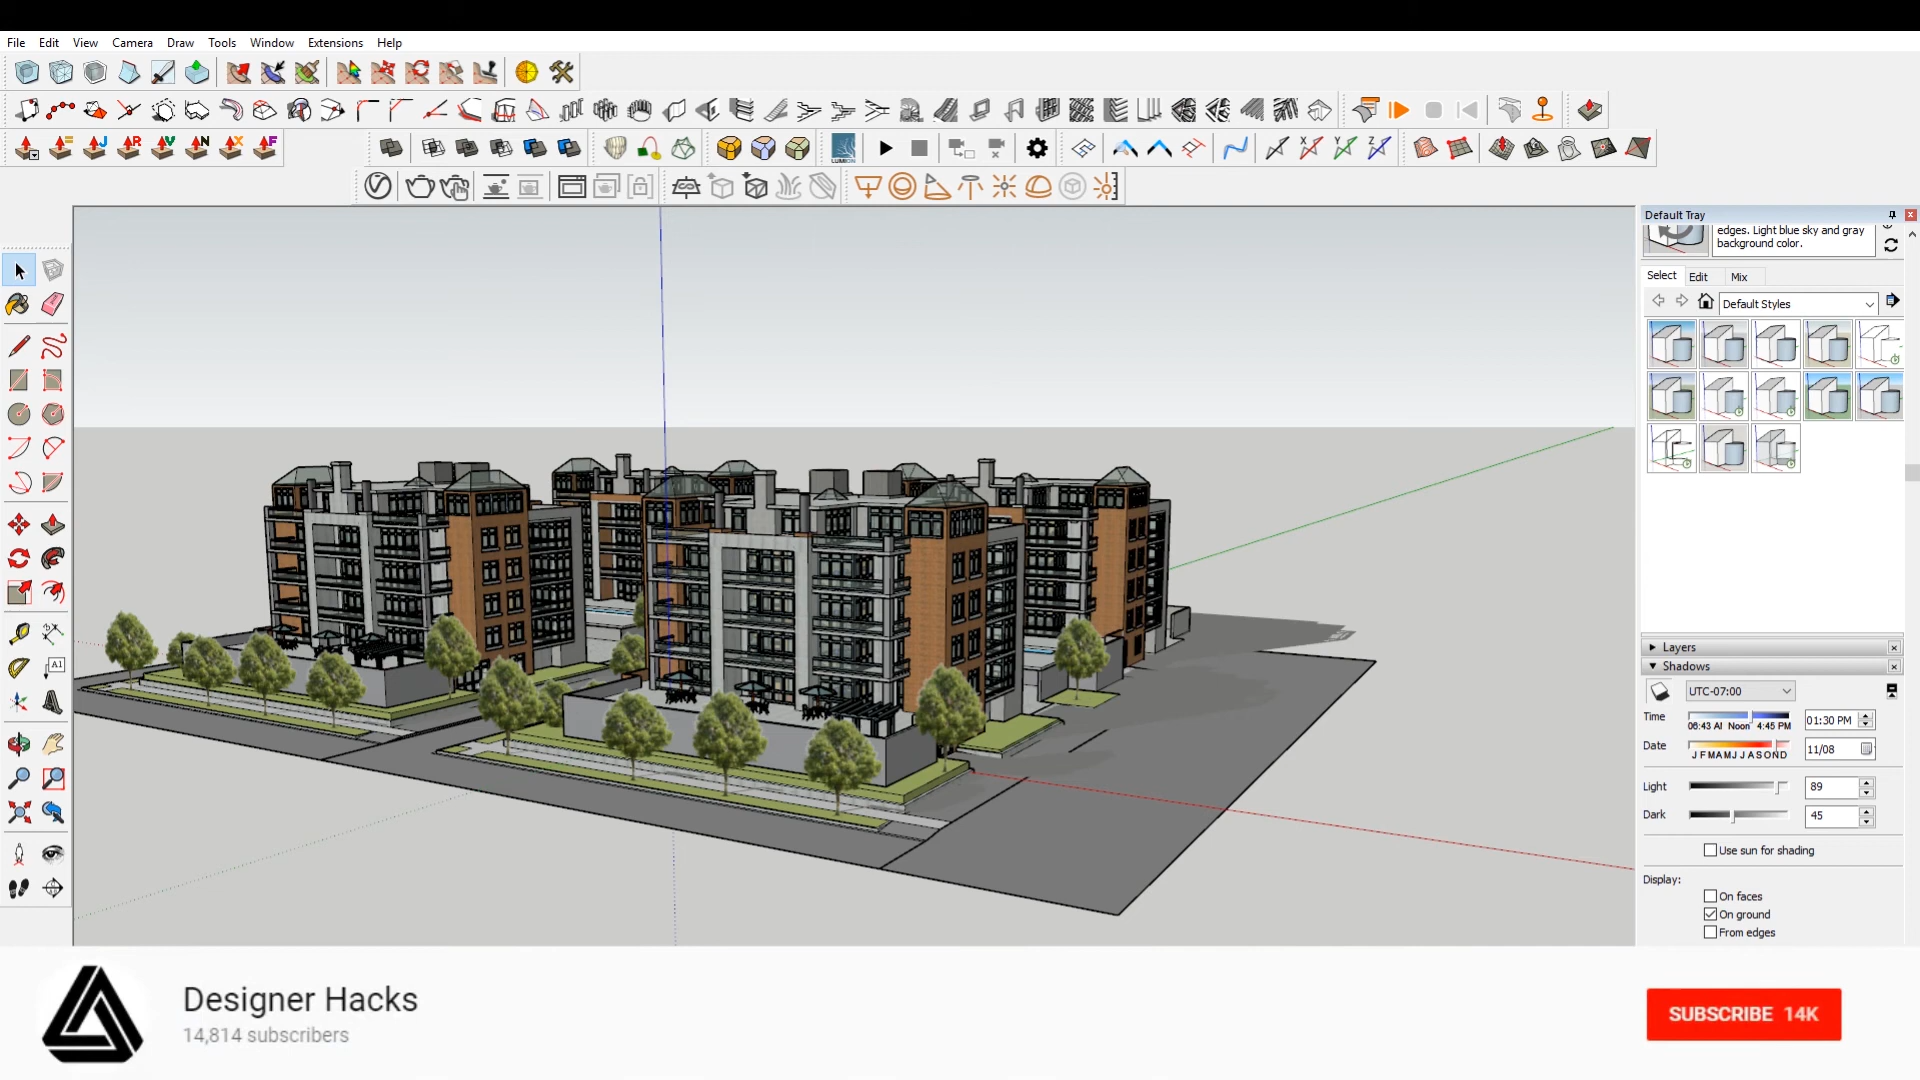 File Edit View Camera Draw Tools Window Extensions Help
J R V N X F
LUMION
X Y Z
Default Tray
edges. Light blue sky and gray
background color.
Select Edit Mix
Default Styles
A1
Layers
Shadows
UTC-07:00
Time 06:43 AM Noon 4:45 PM 01:30 PM
Date J F M A M J J A S O N D 11/08
Light 89
Dark 45
Use sun for shading
Display:
On faces
On ground
From edges
Designer Hacks
14,814 subscribers
SUBSCRIBE 14K